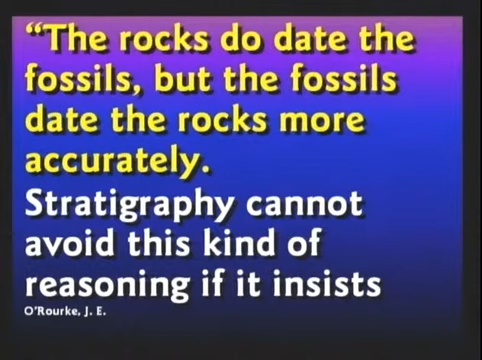 “The rocks do date the
fossils, but the fossils
date the rocks more
accurately.
Stratigraphy cannot
avoid this kind of
reasoning if it insists
O'Rourke, J. E.